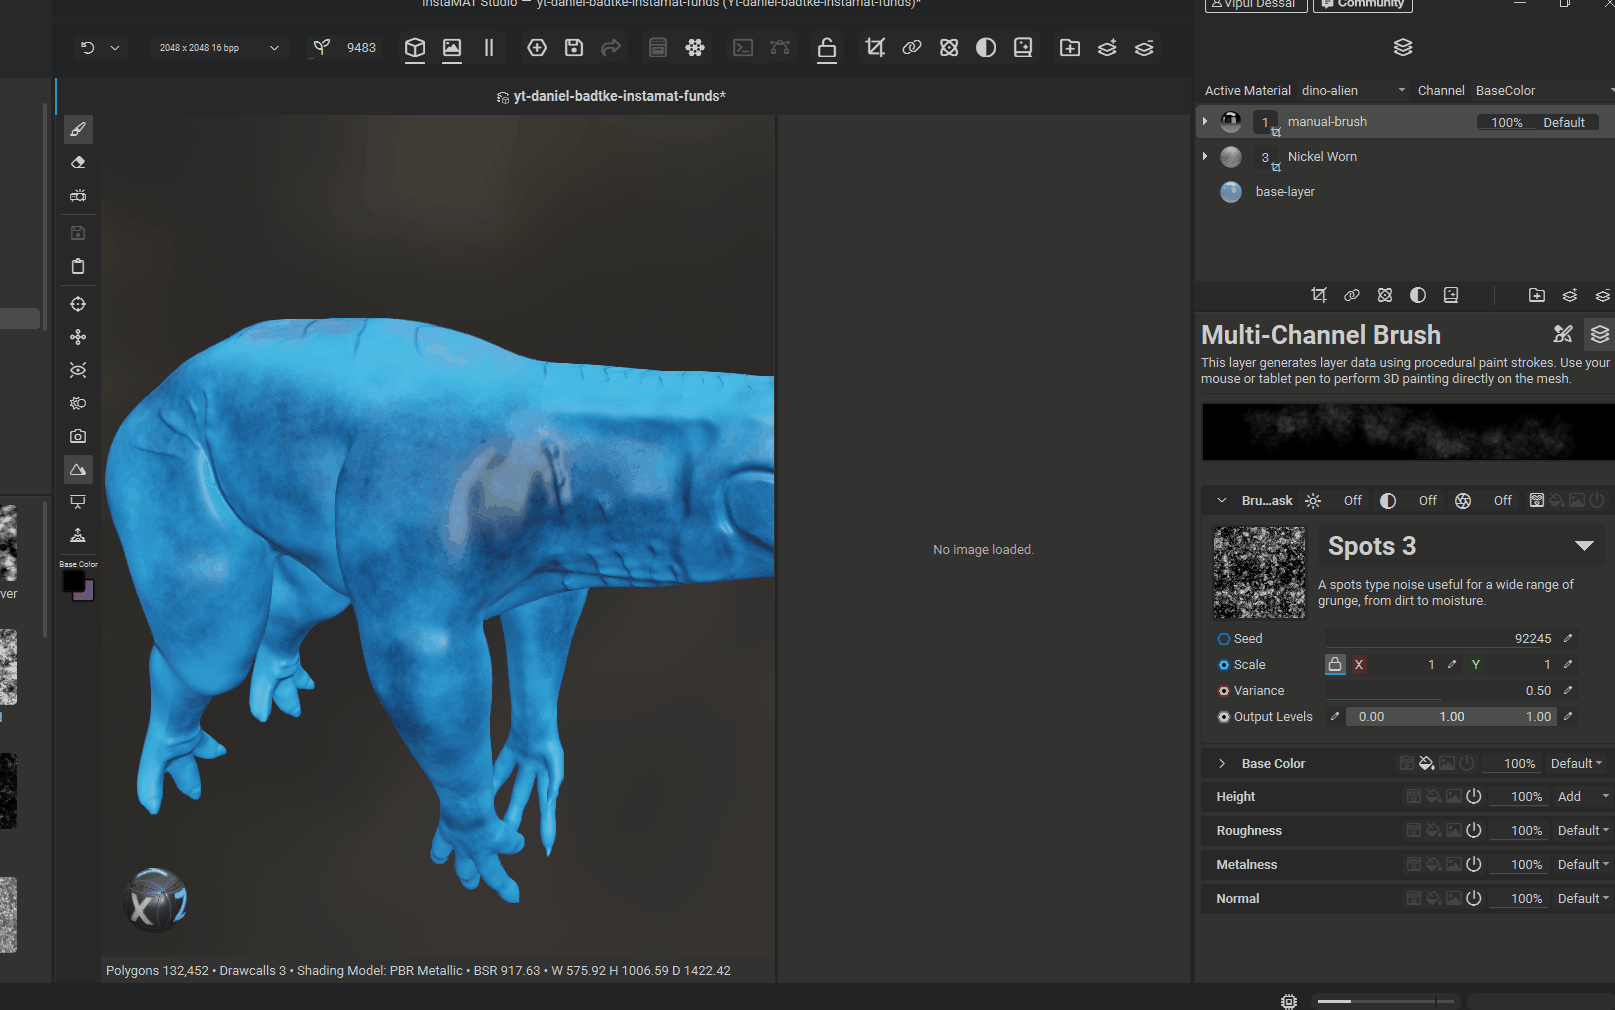 InstaMAT Studio — yt-daniel-badtke-instamat-funds (Yt-daniel-badtke-instamat-funds)*
Vipul Dessai
Community
2048 x 2048 16 bpp
9483
yt-daniel-badtke-instamat-funds*
Active Material dino-alien Channel BaseColor
1 manual-brush 100% Default
3 Nickel Worn
base-layer
Multi-Channel Brush
This layer generates layer data using procedural paint strokes. Use your
mouse or tablet pen to perform 3D painting directly on the mesh.
Bru...ask Off Off Off
Spots 3
A spots type noise useful for a wide range of
grunge, from dirt to moisture.
Seed 92245
Scale X 1 Y 1
Variance 0.50
Output Levels 0.00 1.00 1.00
Base Color 100% Default
Height 100% Add
Roughness 100% Default
Metalness 100% Default
Normal 100% Default
No image loaded.
Base Color
ver
X Z
Polygons 132,452 • Drawcalls 3 • Shading Model: PBR Metallic • BSR 917.63 • W 575.92 H 1006.59 D 1422.42